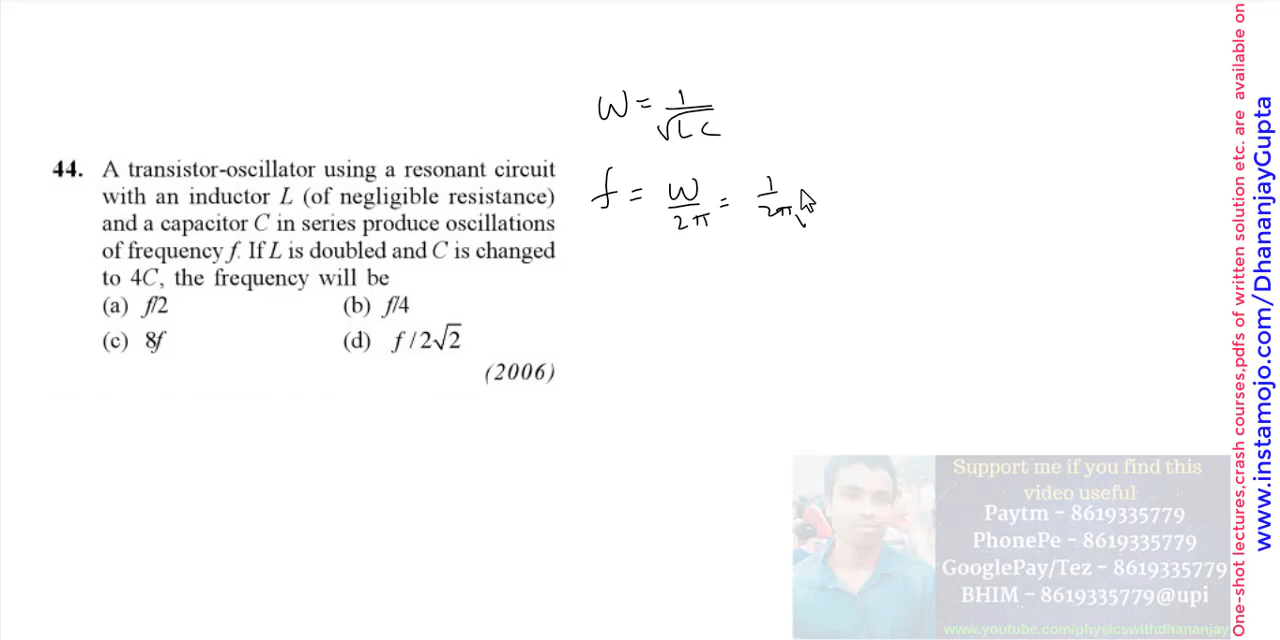 44. A transistor-oscillator using a resonant circuit
with an inductor L (of negligible resistance)
and a capacitor C in series produce oscillations
of frequency f. If L is doubled and C is changed
to 4C, the frequency will be
(a) f/2 (b) f/4
(c) 8f (d) f / 2√2
(2006)
W = 1/√LC
f = W/2π = 1/2π
Support me if you find this
video useful
Paytm - 8619335779
PhonePe - 8619335779
GooglePay/Tez - 8619335779
BHIM - 8619335779@upi
www.youtube.com/physicswithdhananjay
One-shot lectures,crash courses,pdfs of written solution etc. are available on
www.instamojo.com/DhananjayGupta